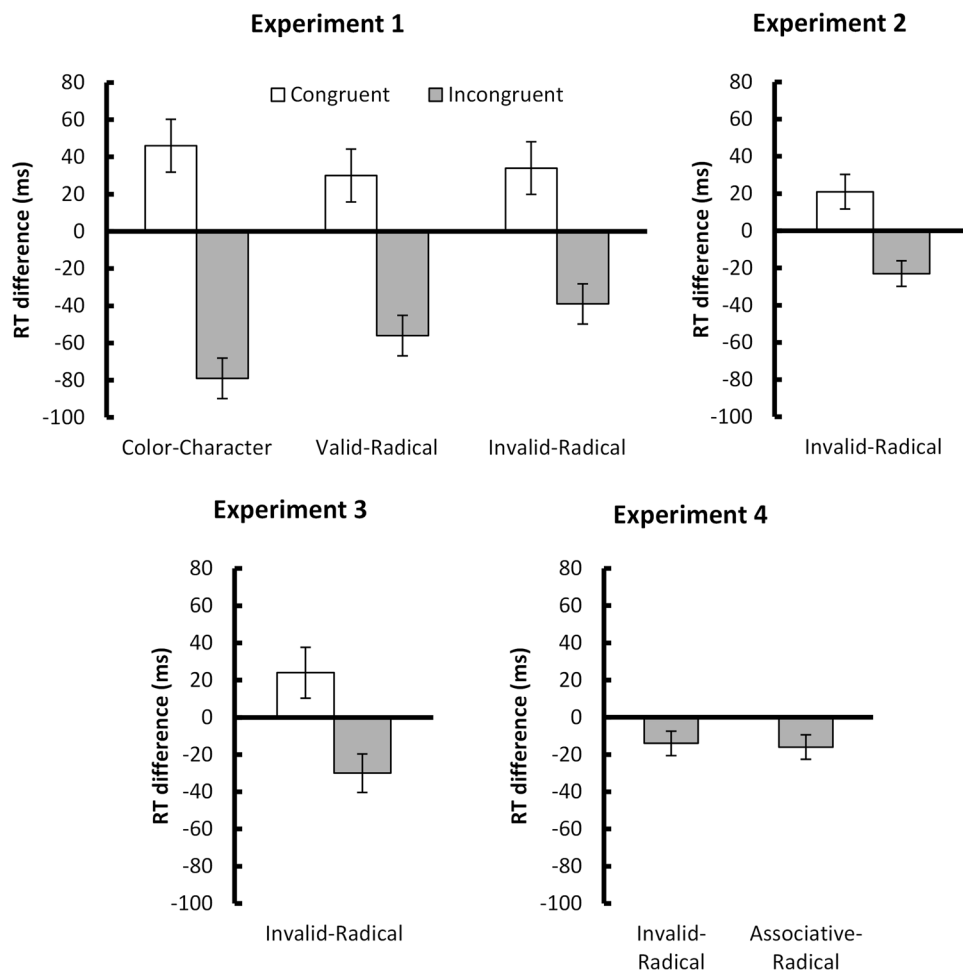 Experiment 1
RT difference (ms)
80
60
40
20
0
-20
-40
-60
-80
-100
Congruent
Incongruent
Color-Character
Valid-Radical
Invalid-Radical
Experiment 2
RT difference (ms)
80
60
40
20
0
-20
-40
-60
-80
-100
Invalid-Radical
Experiment 3
RT difference (ms)
80
60
40
20
0
-20
-40
-60
-80
-100
Invalid-Radical
Experiment 4
RT difference (ms)
80
60
40
20
0
-20
-40
-60
-80
-100
Invalid-
Radical
Associative-
Radical